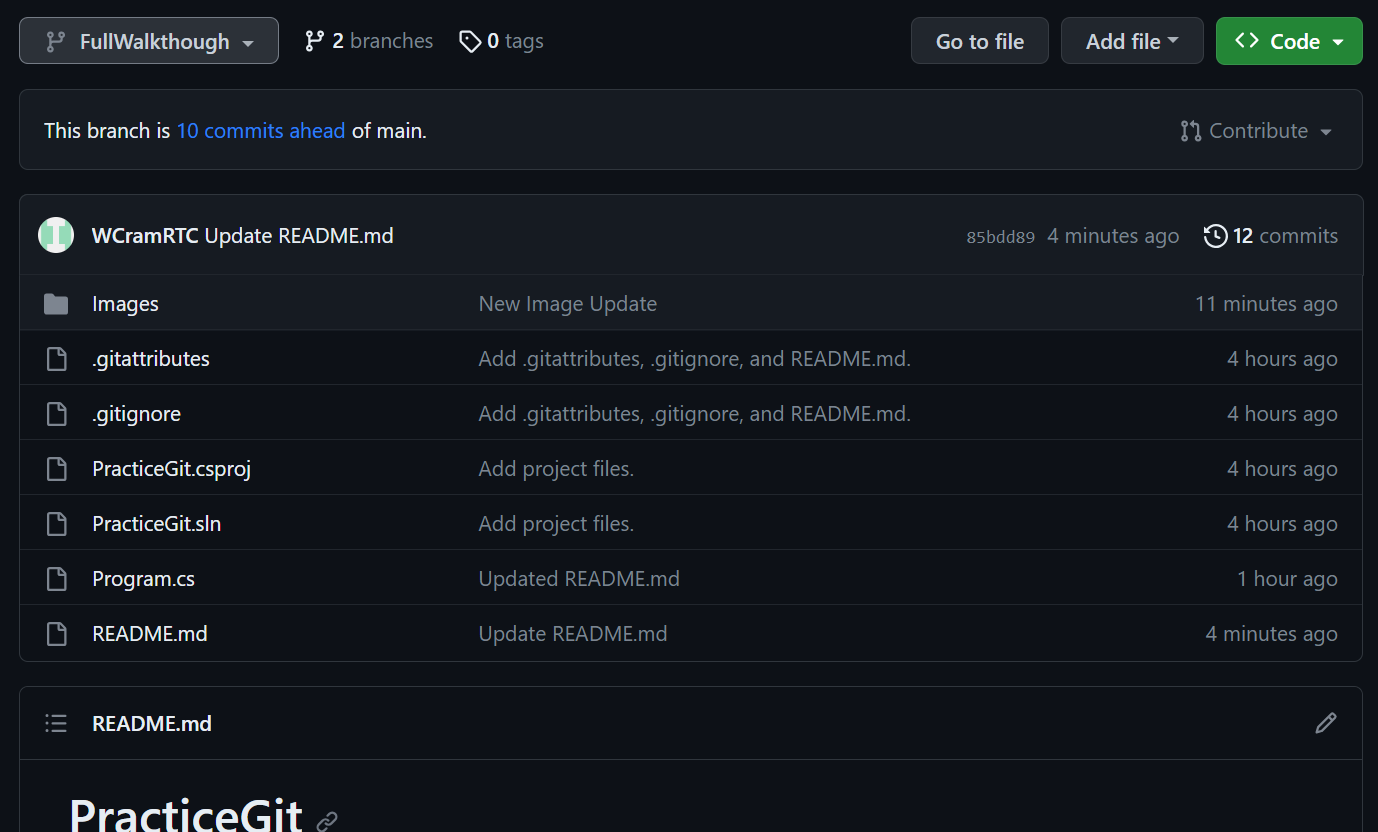 FullWalkthough 2 branches 0 tags Go to file Add file Code
This branch is 10 commits ahead of main. Contribute
WCramRTC Update README.md 85bdd89 4 minutes ago 12 commits
Images New Image Update 11 minutes ago
.gitattributes Add .gitattributes, .gitignore, and README.md. 4 hours ago
.gitignore Add .gitattributes, .gitignore, and README.md. 4 hours ago
PracticeGit.csproj Add project files. 4 hours ago
PracticeGit.sln Add project files. 4 hours ago
Program.cs Updated README.md 1 hour ago
README.md Update README.md 4 minutes ago
README.md
PracticeGit